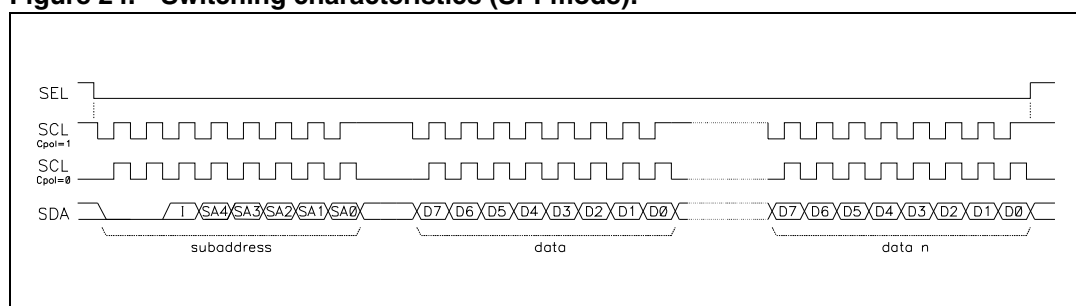 Figure 24. Switching characteristics (SPI mode).
SEL
SCL
Cpol=1
SCL
Cpol=0
SDA I SA4 SA3 SA2 SA1 SA0 D7 D6 D5 D4 D3 D2 D1 D0 D7 D6 D5 D4 D3 D2 D1 D0
subaddress data data n